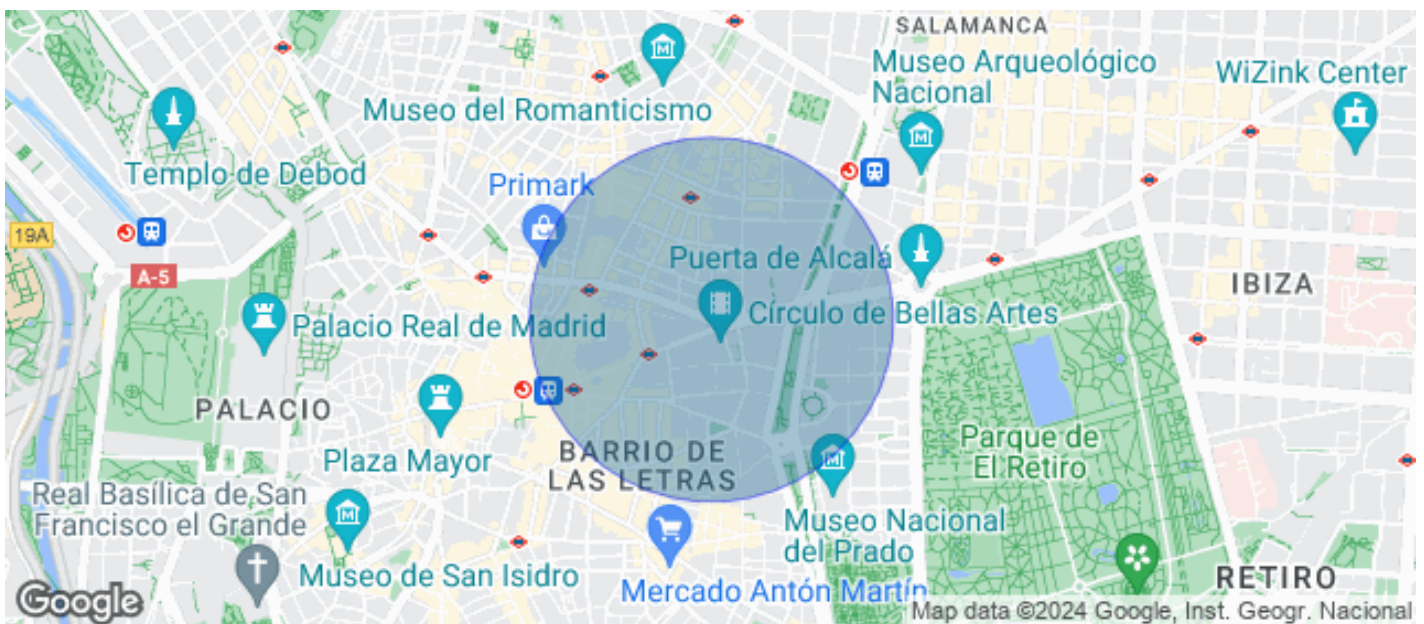 SALAMANCA
Museo Arqueológico
Nacional
WiZink Center
Museo del Romanticismo
Templo de Debod
Primark
19A
A-5
Puerta de Alcalá
IBIZA
Palacio Real de Madrid
Círculo de Bellas Artes
PALACIO
Plaza Mayor
BARRIO DE
LAS LETRAS
Parque de
El Retiro
Real Basílica de San
Francisco el Grande
Museo Nacional
del Prado
Museo de San Isidro
Mercado Antón Martín
RETIRO
Google
Map data ©2024 Google, Inst. Geogr. Nacional